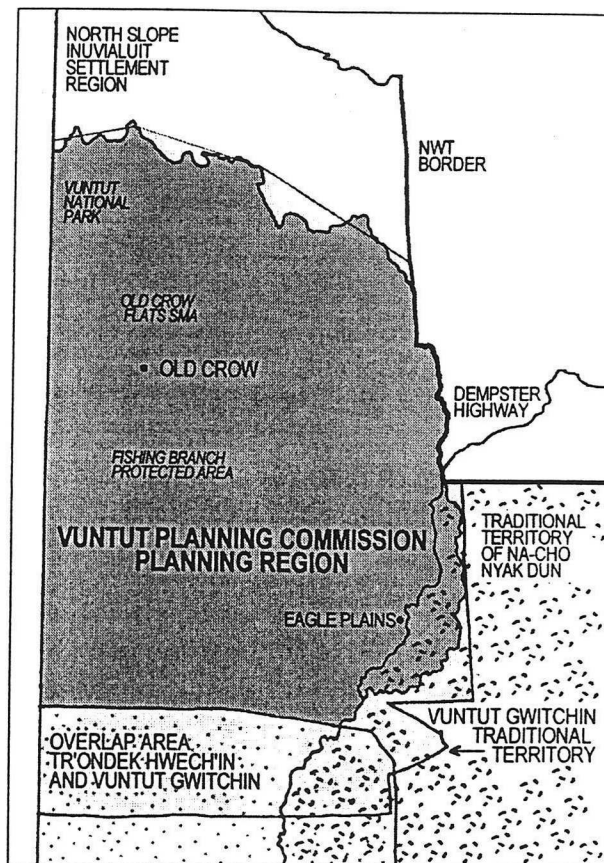 NORTH SLOPE
INUVIALUIT
SETTLEMENT
REGION
NWT
BORDER
VUNTUT
NATIONAL
PARK
OLD CROW
FLATS SMA
OLD CROW
DEMPSTER
HIGHWAY
FISHING BRANCH
PROTECTED AREA
VUNTUT PLANNING COMMISSION
PLANNING REGION
TRADITIONAL
TERRITORY
OF NA-CHO
NYAK DUN
EAGLE PLAINS
VUNTUT GWITCHIN
TRADITIONAL
TERRITORY
OVERLAP AREA
TR'ONDEK HWECH'IN
AND VUNTUT GWITCHIN